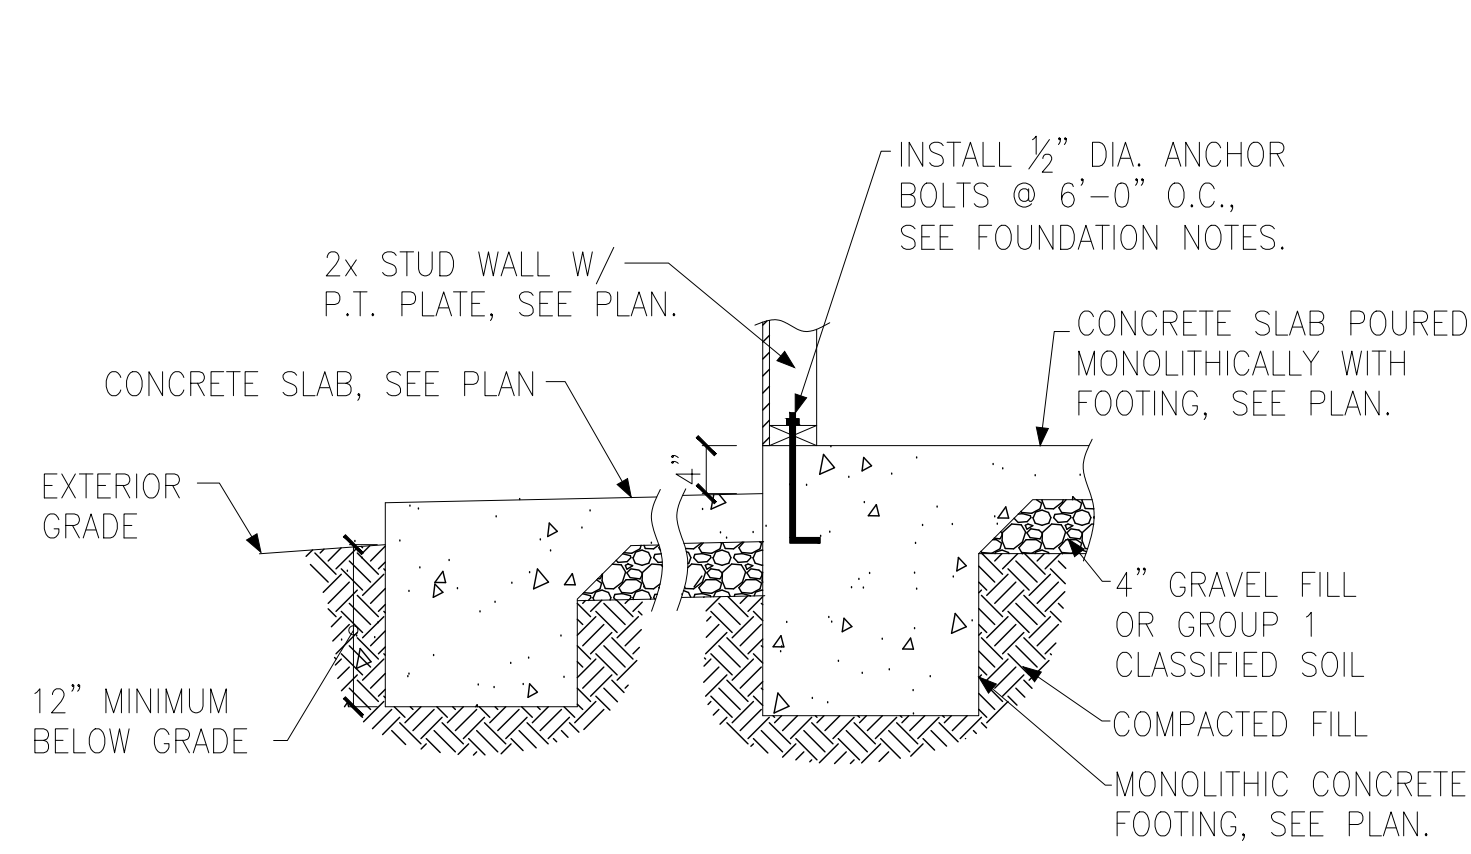 INSTALL ½” DIA. ANCHOR
BOLTS @ 6’-0” O.C.,
SEE FOUNDATION NOTES.
2x STUD WALL W/
P.T. PLATE, SEE PLAN.
CONCRETE SLAB POURED
MONOLITHICALLY WITH
FOOTING, SEE PLAN.
CONCRETE SLAB, SEE PLAN
4”
EXTERIOR
GRADE
4” GRAVEL FILL
OR GROUP 1
CLASSIFIED SOIL
12” MINIMUM
BELOW GRADE
COMPACTED FILL
MONOLITHIC CONCRETE
FOOTING, SEE PLAN.